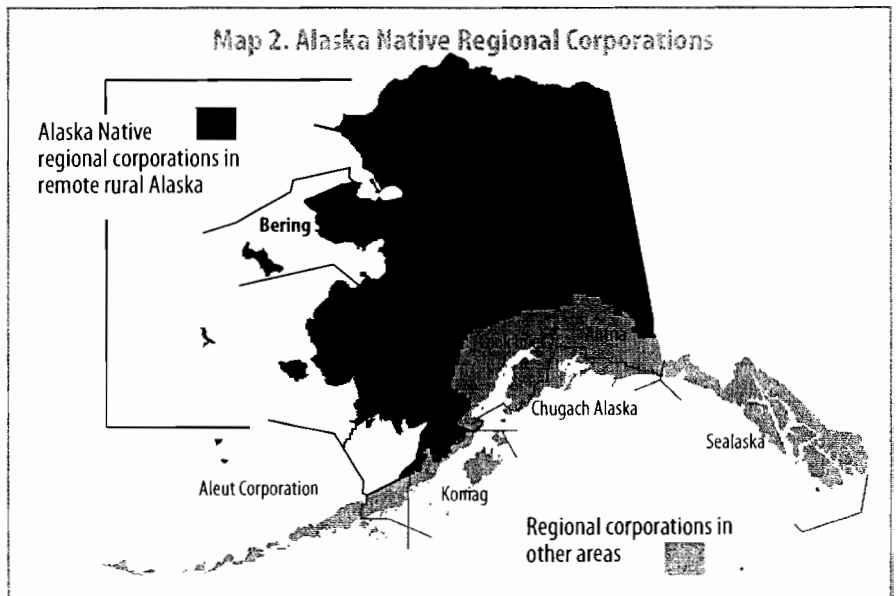 Map 2. Alaska Native Regional Corporations
Alaska Native
regional corporations in
remote rural Alaska
Bering
Chugach Alaska
Sealaska
Aleut Corporation
Koniag
Regional corporations in
other areas